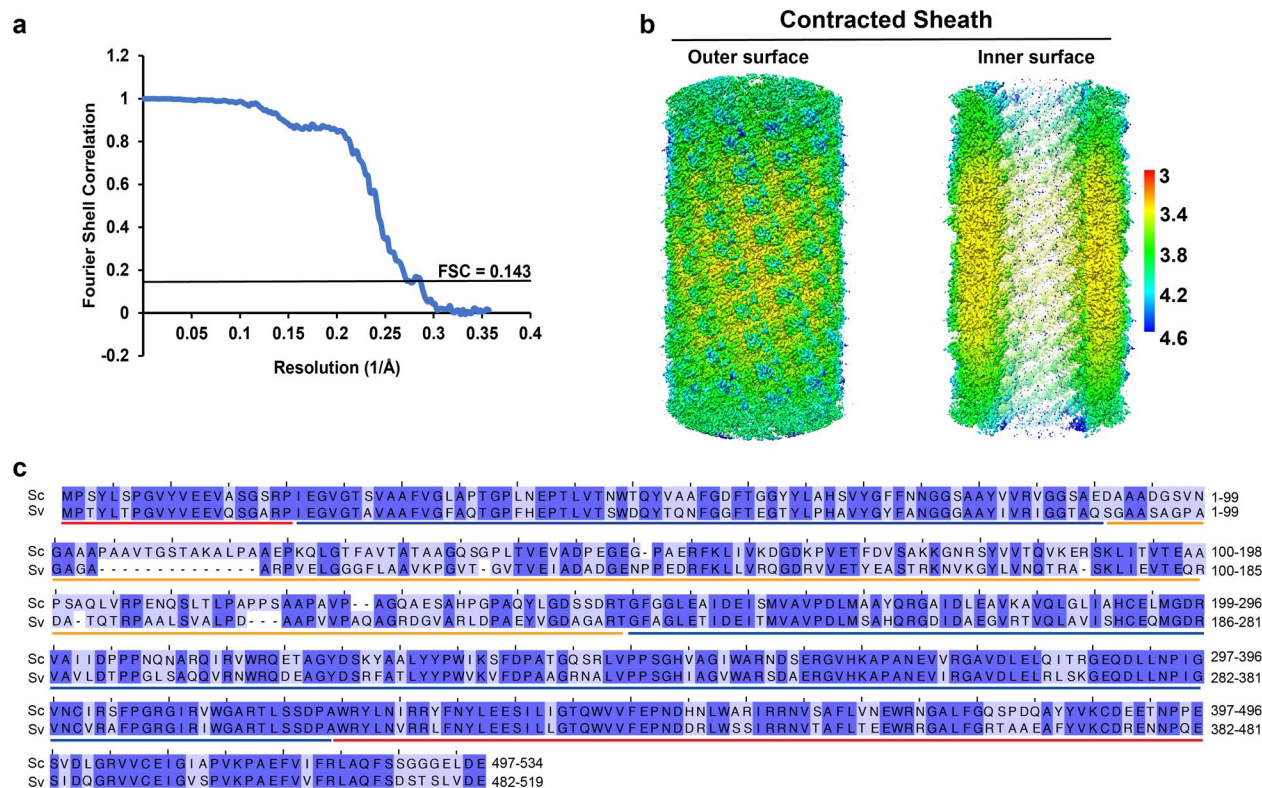 a
1.2
1
0.8
0.6
0.4
0.2
0
-0.2
Fourier Shell Correlation
FSC = 0.143
0.05 0.1 0.15 0.2 0.25 0.3 0.35 0.4
Resolution (1/Å)
b
Contracted Sheath
Outer surface Inner surface
3
3.4
3.8
4.2
4.6
c
Sc MPSYLSPGVYVEEVASGSRPIEGVGTSVAAFVGLAPTGPLNEPTLVTNWTQYVAAFGDFTGGYYLAHSVYGFFNNGGSAAYVVRVGGSAEDAAADGSVN 1-99
Sv MPTYLTPGVYVEEVQSGARPIEGVGTAVAAFVGFAQTGPFHEPTLVTSWDQYTQNFGGFTEGTYLPHAVYGYFANGGGAAYIVRIGGTAQSGAASAGPA 1-99
Sc GAAAPAAVTGSTAKALPAAEPKQLGTFAVTATAAGQSGPLTVEVADPEGEG-PAERFKLIVKDGDKPVETFDVSAKKGNRSYVVTQVKERSKLITVTEAA 100-198
Sv GAGA--------------ARPVELGGGFLAAVKPGVT-GVTVEIADADGENPPEDRFKLLVRQGDRVVETYEASTRKNVKGYLVNQTRA-SKLIEVTEQR 100-185
Sc PSAQLVRPENQSLTLPAPPSAAPAVP--AGQAESAHPGPAQYLGDSSDRTGFGGLEAIDEISMVAVPDLMAAYQRGAIDLEAVKAVQLGLIAHCELMGDR 199-296
Sv DA-TQTRPAALSVALPD---AAPVVPAQAGRDGVARLDPAEYVGDAGARTGFAGLETIDEITMVAVPDLMSAHQRGDIDAEGVRTVQLAVIAHCEQMGDR 186-281
Sc VAIIDPPPNQNARQIRVWRQETAGYDSKYAALYYPWIKSFDPATGQSRLVPPSGHVAGIWARNDSERGVHKAPANEVVRGAVDLELQITRGEQDLLNPIG 297-396
Sv VAVLDTPPGLSAQQVRNWRQDEAGYDSRFATLYYPWVKVFDPAAGRNALVPPSGHIAGVWARSDAERGVHKAPANEVIRGAVDLELRLSKGEQDLLNPIG 282-381
Sc VNCIRSFPGRGIRVWGARTLSSDPAWRYLNIRRYFNYLEESILIGTQWVVFEPNDHNLWARIRRNVSAFLVNEWRNGALFGQSPDQAYYVKCDEETNPPE 397-496
Sv VNCVRAFPGRGIRIWGARTLSSDPAWRYLNVRRLFNYLEESILLGTQWVVFEPNDDRLWSSIRRNVTAFLTEEWRRGALFGRTAAEAFYVKCDRENNPQE 382-481
Sc SVDLGRVVCEIGIAPVKPAEFVIFRLAQFSSGGGELDE 497-534
Sv SIDQGRVVCEIGVSPVKPAEFVVFRLAQFSDSTSLVDE 482-519